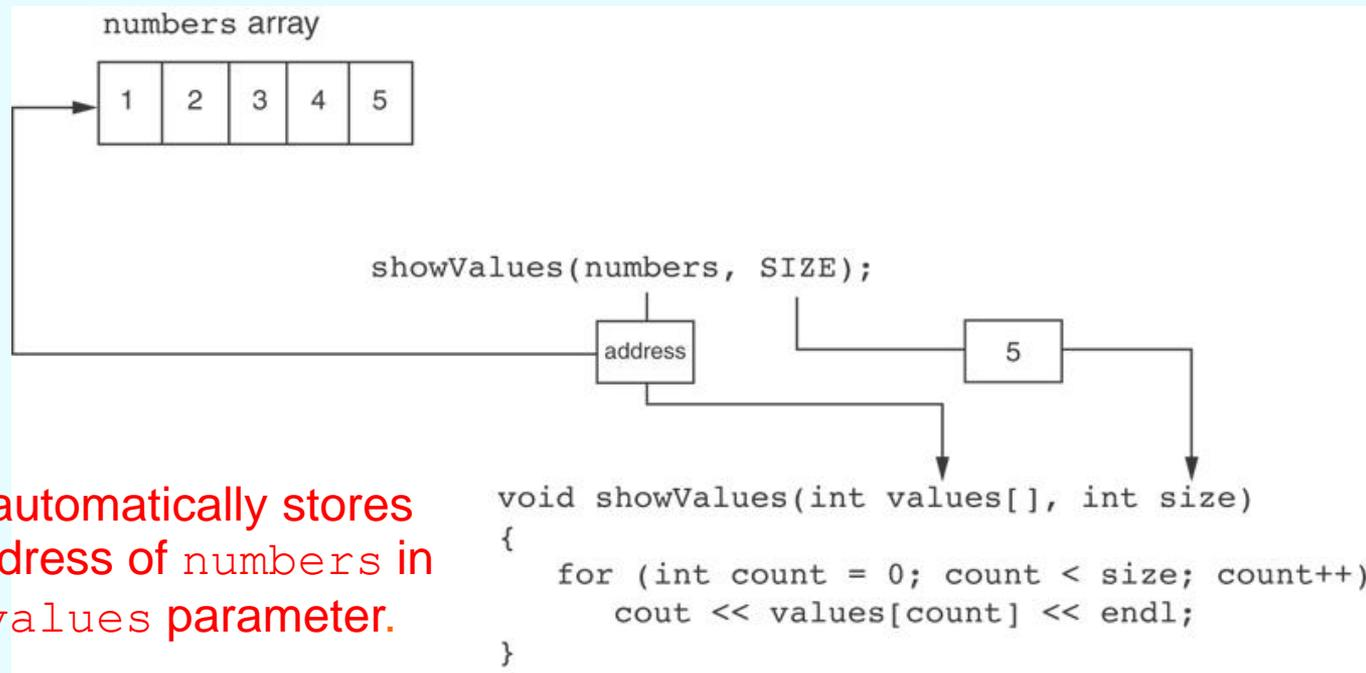 numbers array
1 2 3 4 5
showValues(numbers, SIZE);
address
5
automatically stores
dress of numbers in
alues parameter.
void showValues(int values[], int size)
{
for (int count = 0; count < size; count++)
cout << values[count] << endl;
}